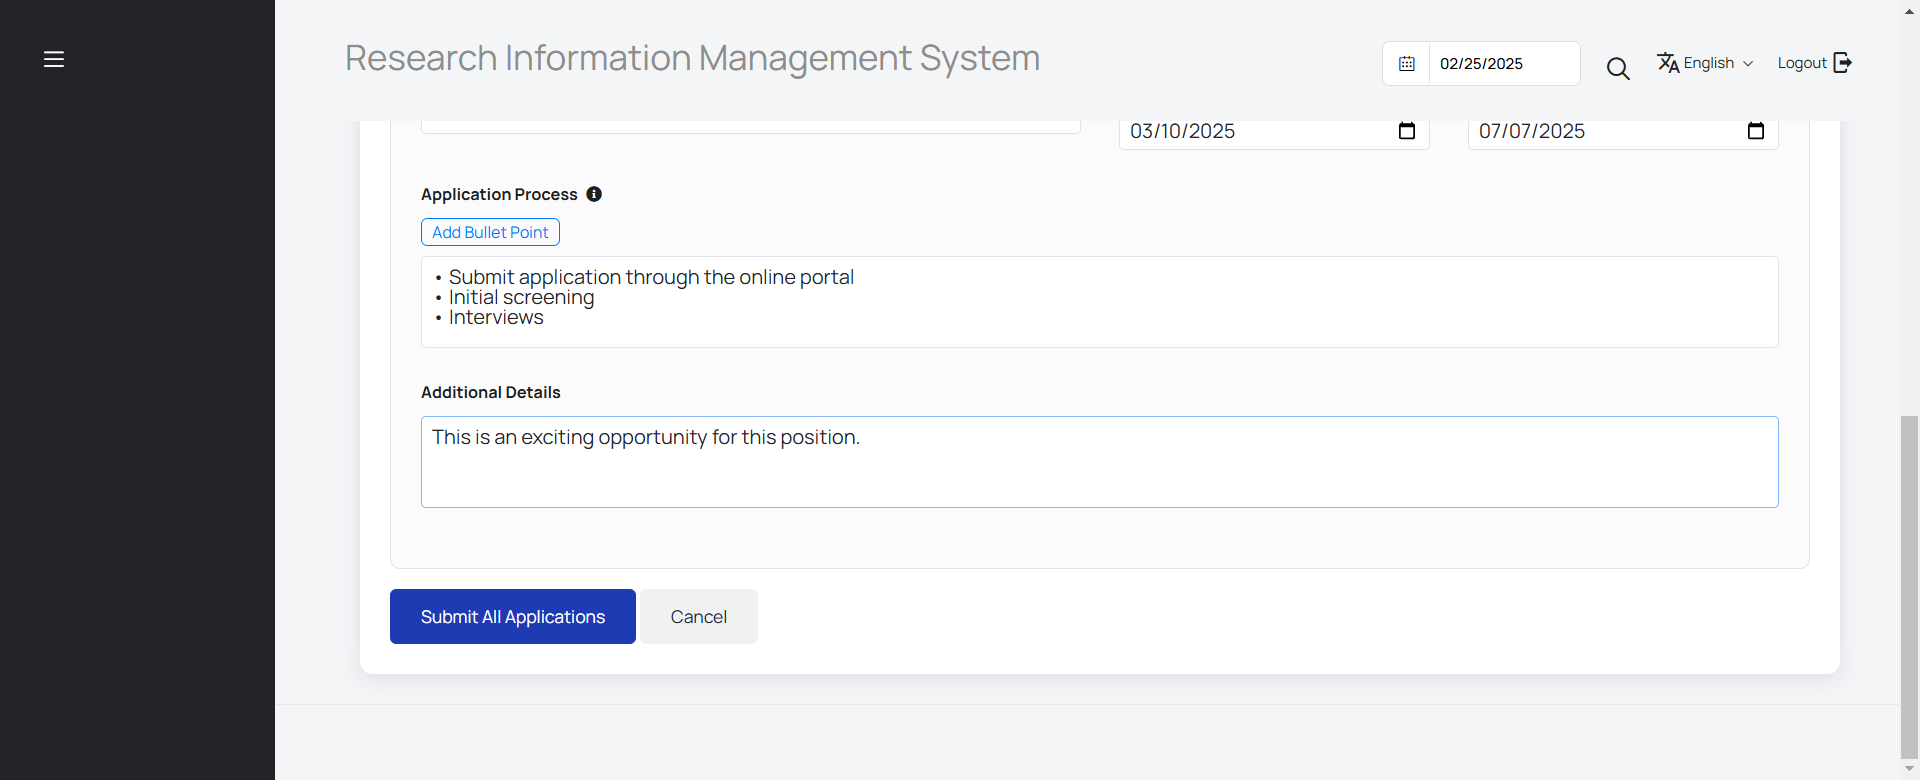 Research Information Management System
02/25/2025
English
Logout
03/10/2025
07/07/2025
Application Process
Add Bullet Point
• Submit application through the online portal
• Initial screening
• Interviews
Additional Details
This is an exciting opportunity for this position.
Submit All Applications
Cancel